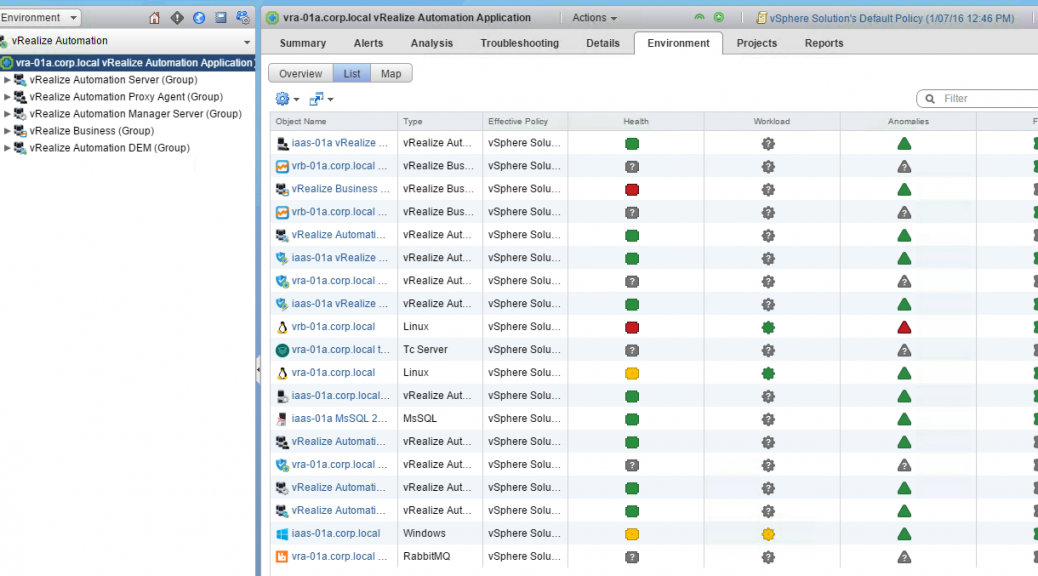 Environment
vRealize Automation
vra-01a.corp.local vRealize Automation Application
vRealize Automation Server (Group)
vRealize Automation Proxy Agent (Group)
vRealize Automation Manager Server (Group)
vRealize Business (Group)
vRealize Automation DEM (Group)
vra-01a.corp.local vRealize Automation Application Actions vSphere Solution's Default Policy (1/07/16 12:46 PM)
Summary Alerts Analysis Troubleshooting Details Environment Projects Reports
Overview List Map
Filter
Object Name Type Effective Policy Health Workload Anomalies F
iaas-01a vRealize ... vRealize Aut... vSphere Solu...
vrb-01a.corp.local ... vRealize Bus... vSphere Solu...
vRealize Business ... vRealize Bus... vSphere Solu...
vrb-01a.corp.local ... vRealize Bus... vSphere Solu...
vRealize Automati... vRealize Aut... vSphere Solu...
iaas-01a vRealize ... vRealize Aut... vSphere Solu...
vra-01a.corp.local ... vRealize Aut... vSphere Solu...
iaas-01a vRealize ... vRealize Aut... vSphere Solu...
vrb-01a.corp.local Linux vSphere Solu...
vra-01a.corp.local t... Tc Server vSphere Solu...
vra-01a.corp.local Linux vSphere Solu...
iaas-01a.corp.local... vRealize Aut... vSphere Solu...
iaas-01a MsSQL 2... MsSQL vSphere Solu...
vRealize Automati... vRealize Aut... vSphere Solu...
vra-01a.corp.local ... vRealize Aut... vSphere Solu...
vRealize Automati... vRealize Aut... vSphere Solu...
vRealize Automati... vRealize Aut... vSphere Solu...
iaas-01a.corp.local Windows vSphere Solu...
vra-01a.corp.local ... RabbitMQ vSphere Solu...